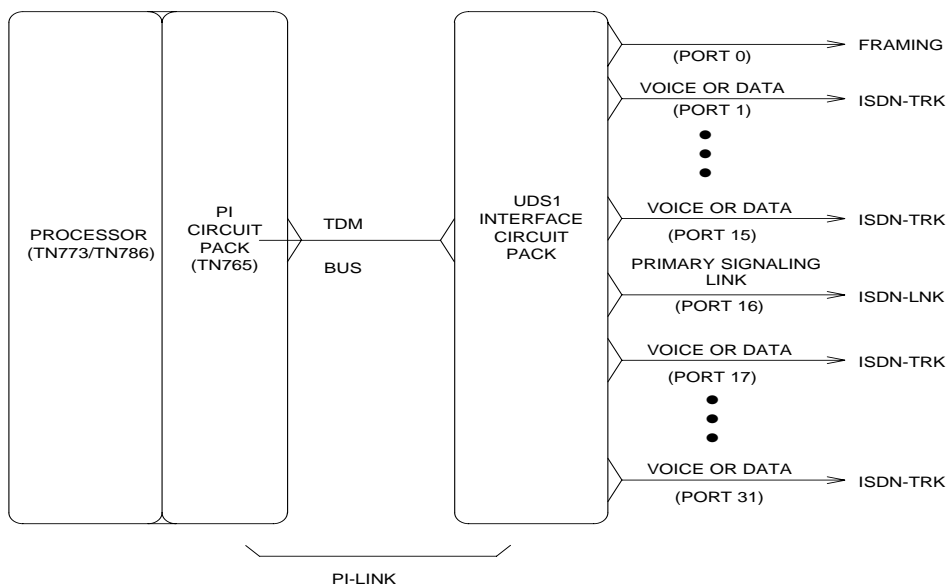 PROCESSOR
(TN773/TN786)
PI
CIRCUIT
PACK
(TN765)
TDM
BUS
UDS1
INTERFACE
CIRCUIT
PACK
(PORT 0)
FRAMING
VOICE OR DATA
(PORT 1)
ISDN-TRK
VOICE OR DATA
(PORT 15)
ISDN-TRK
PRIMARY SIGNALING
LINK
(PORT 16)
ISDN-LNK
VOICE OR DATA
(PORT 17)
ISDN-TRK
VOICE OR DATA
(PORT 31)
ISDN-TRK
PI-LINK